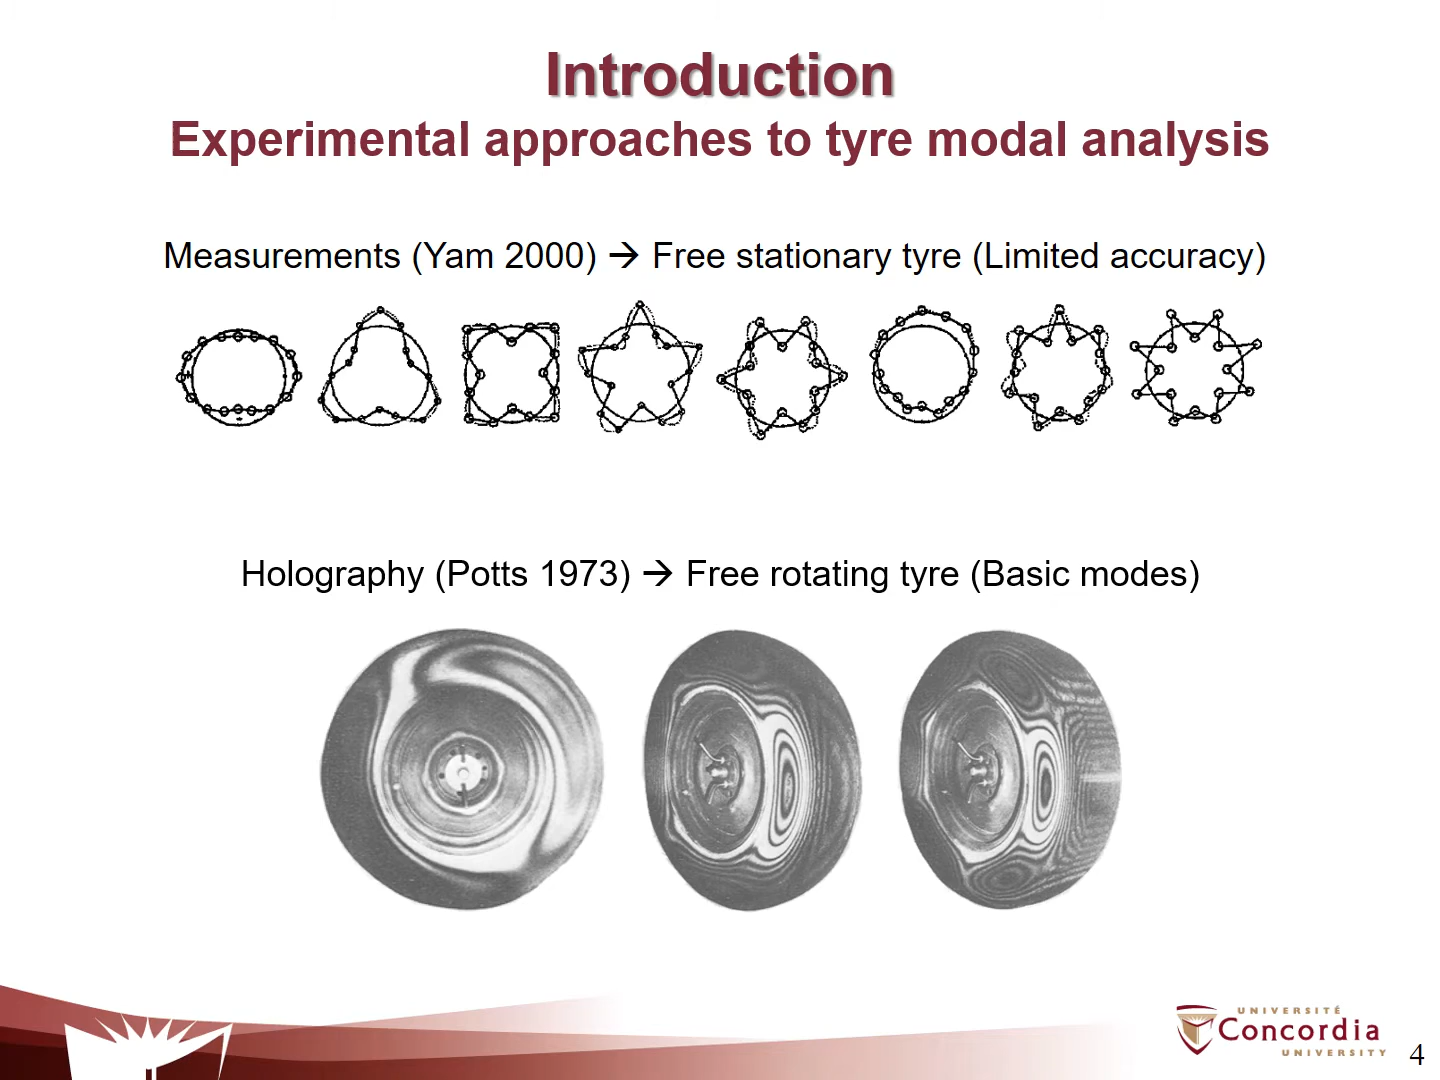 Introduction
Experimental approaches to tyre modal analysis
Measurements (Yam 2000) → Free stationary tyre (Limited accuracy)
Holography (Potts 1973) → Free rotating tyre (Basic modes)
UNIVERSITÉ
Concordia
UNIVERSITY
4